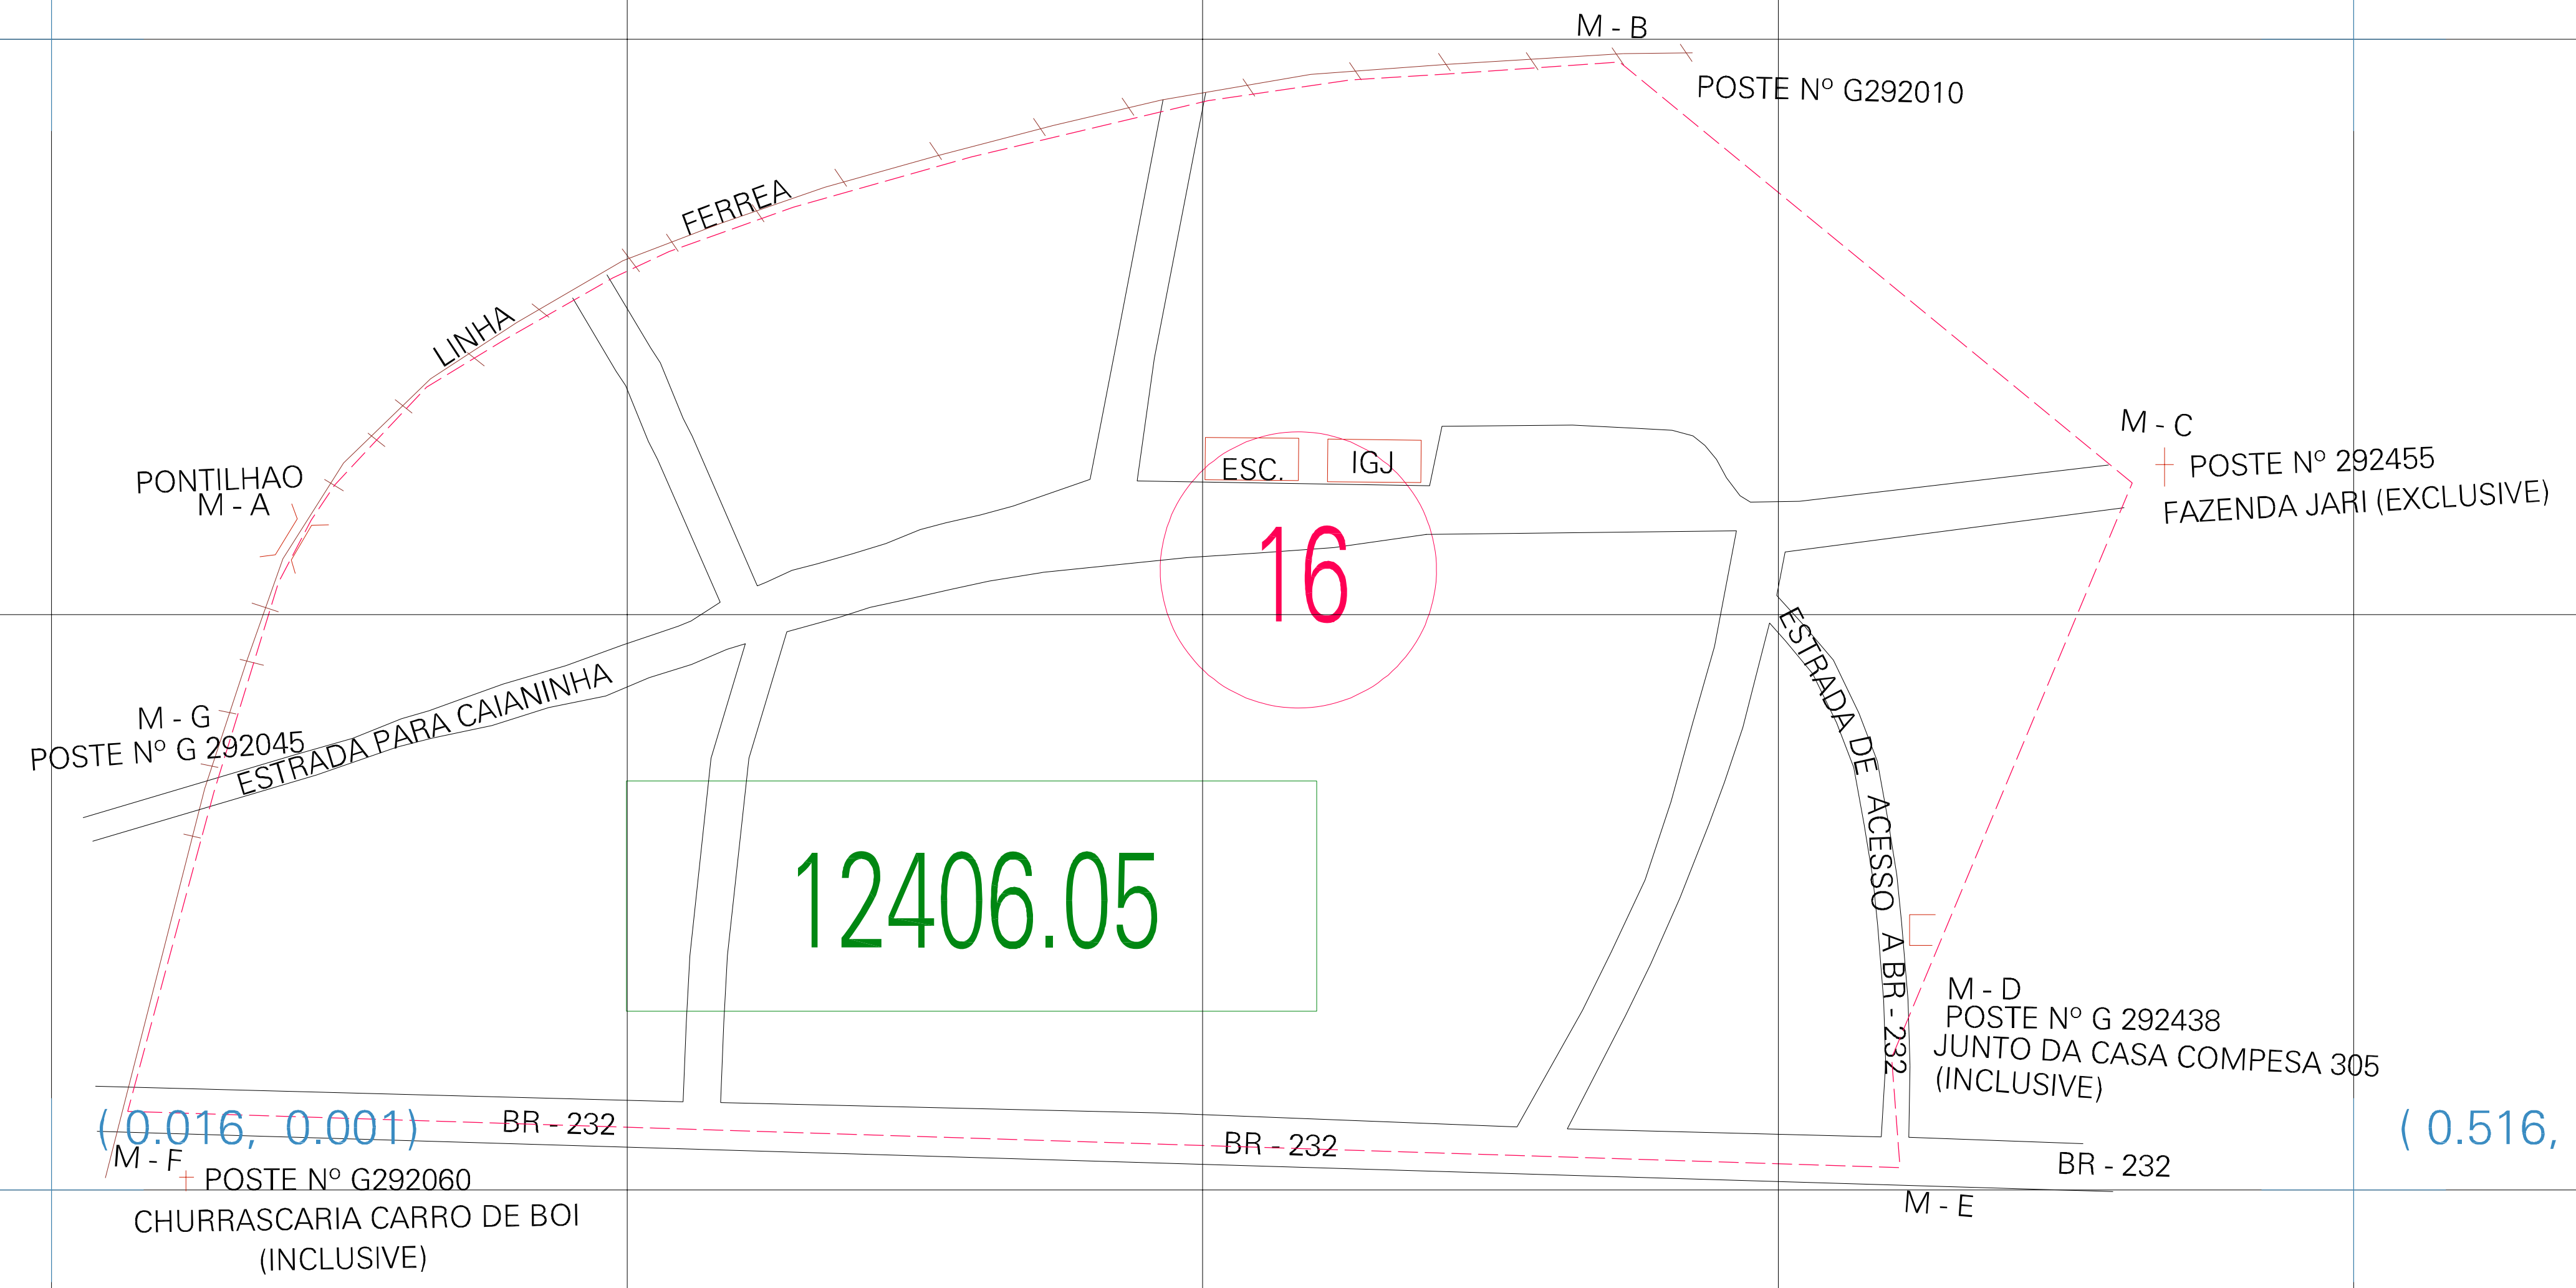 M - B
POSTE Nº G292010
FERREA
LINHA
M - C
POSTE Nº 292455
FAZENDA JARI (EXCLUSIVE)
PONTILHAO
M - A
ESC.
IGJ
16
M - G
POSTE Nº G 292045
ESTRADA PARA CAIANINHA
ESTRADA DE ACESSO A BR - 232
12406.05
M - D
POSTE Nº G 292438
JUNTO DA CASA COMPESA 305
(INCLUSIVE)
( 0.016, 0.001)
BR - 232
BR - 232
( 0.516,
BR - 232
M - F
POSTE Nº G292060
M - E
CHURRASCARIA CARRO DE BOI
(INCLUSIVE)